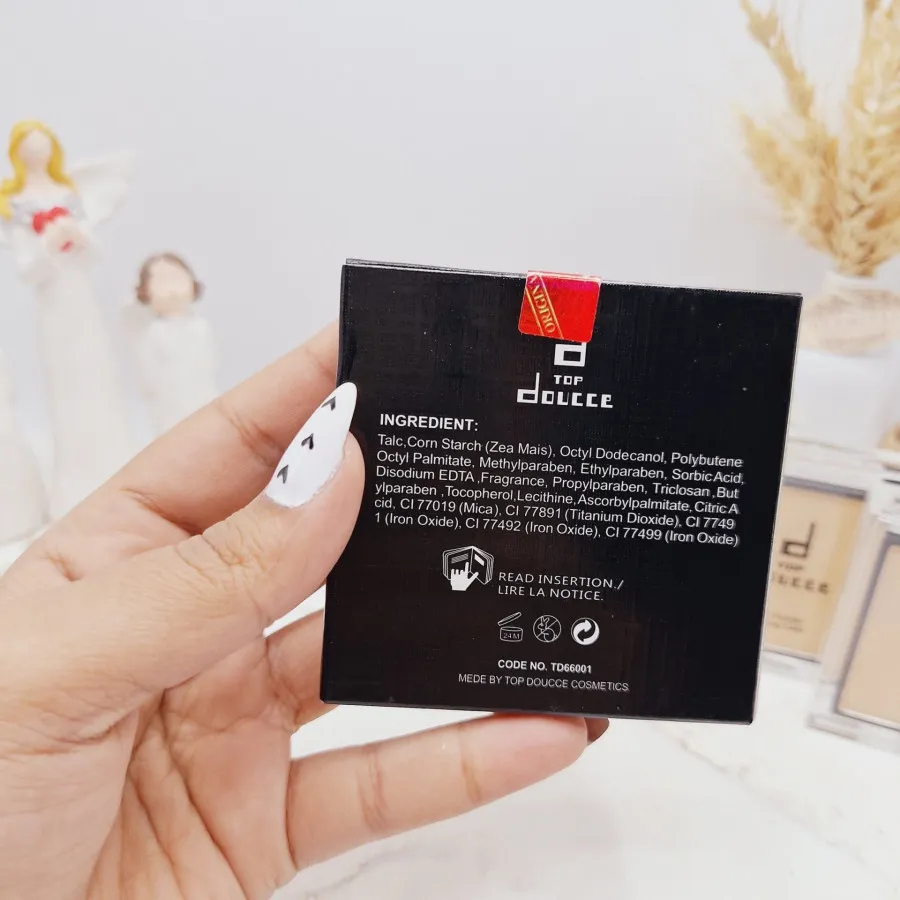 ORIGIN
d
TOP
doucce
INGREDIENT:
Talc,Corn Starch (Zea Mais), Octyl Dodecanol, Polybutene
Octyl Palmitate, Methylparaben, Ethylparaben, Sorbic Acid,
Disodium EDTA ,Fragrance, Propylparaben, Triclosan ,But
ylparaben ,Tocopherol,Lecithine,Ascorbylpalmitate,Citric A
cid, CI 77019 (Mica), CI 77891 (Titanium Dioxide), CI 7749
1 (Iron Oxide), CI 77492 (Iron Oxide), CI 77499 (Iron Oxide)
READ INSERTION./
LIRE LA NOTICE.
24M
CODE NO. TD66001
MEDE BY TOP DOUCCE COSMETICS
d
TOP